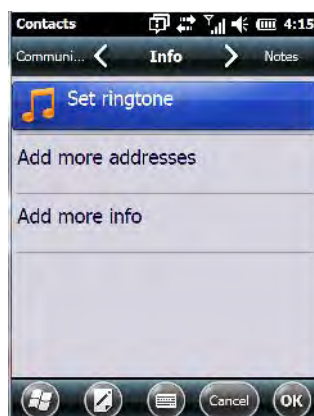 Contacts 4:15
Communi... Info Notes
Set ringtone
Add more addresses
Add more info
Cancel OK